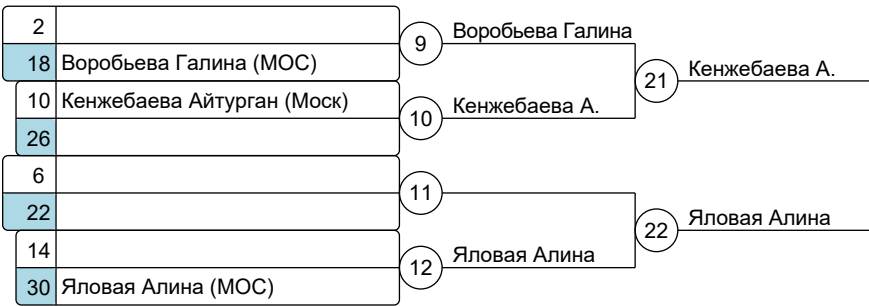 2
9
Воробьева Галина
18 Воробьева Галина (МОС)
21
Кенжебаева А.
10 Кенжебаева Айтурган (Моск)
10
Кенжебаева А.
26
6
11
22
22
Яловая Алина
14
12
Яловая Алина
30 Яловая Алина (МОС)